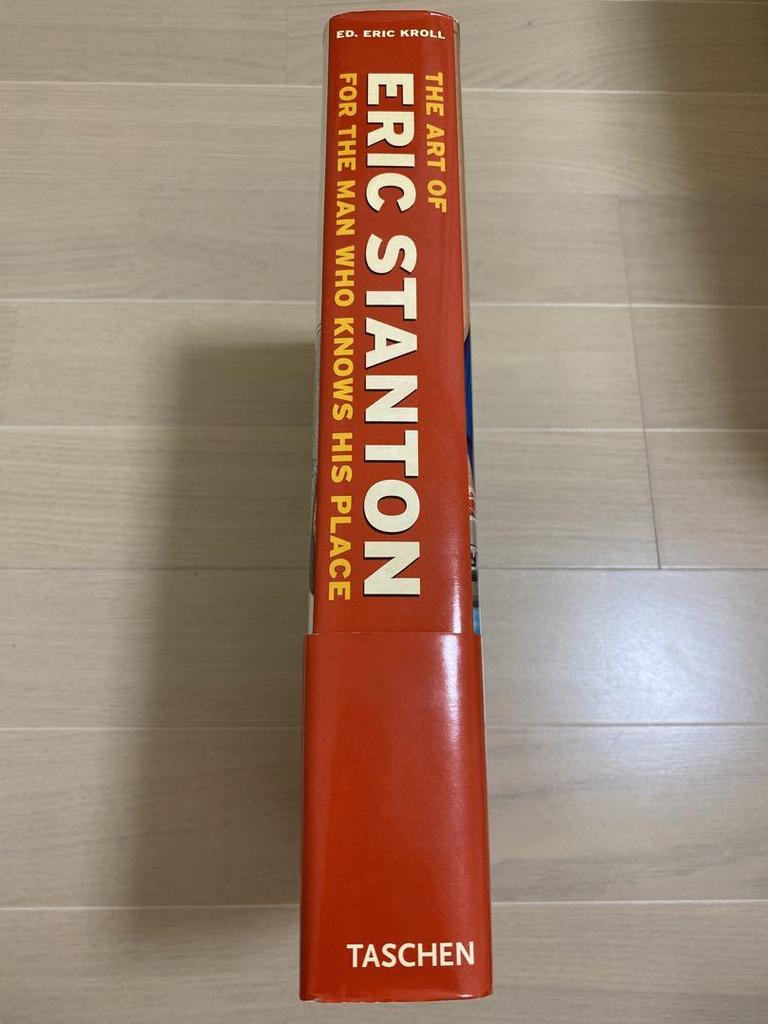 ED. ERIC KROLL
THE ART OF
ERIC STANTON
FOR THE MAN WHO KNOWS HIS PLACE
TASCHEN